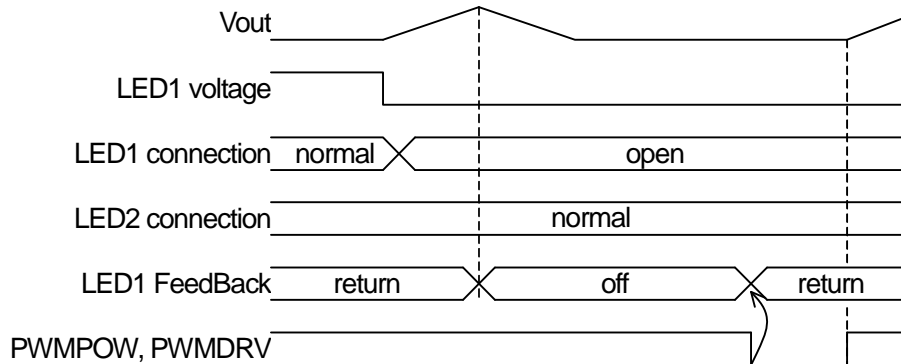 Vout
LED1 voltage
LED1 connection normal open
LED2 connection normal
LED1 FeedBack return off return
PWMPOW, PWMDRV